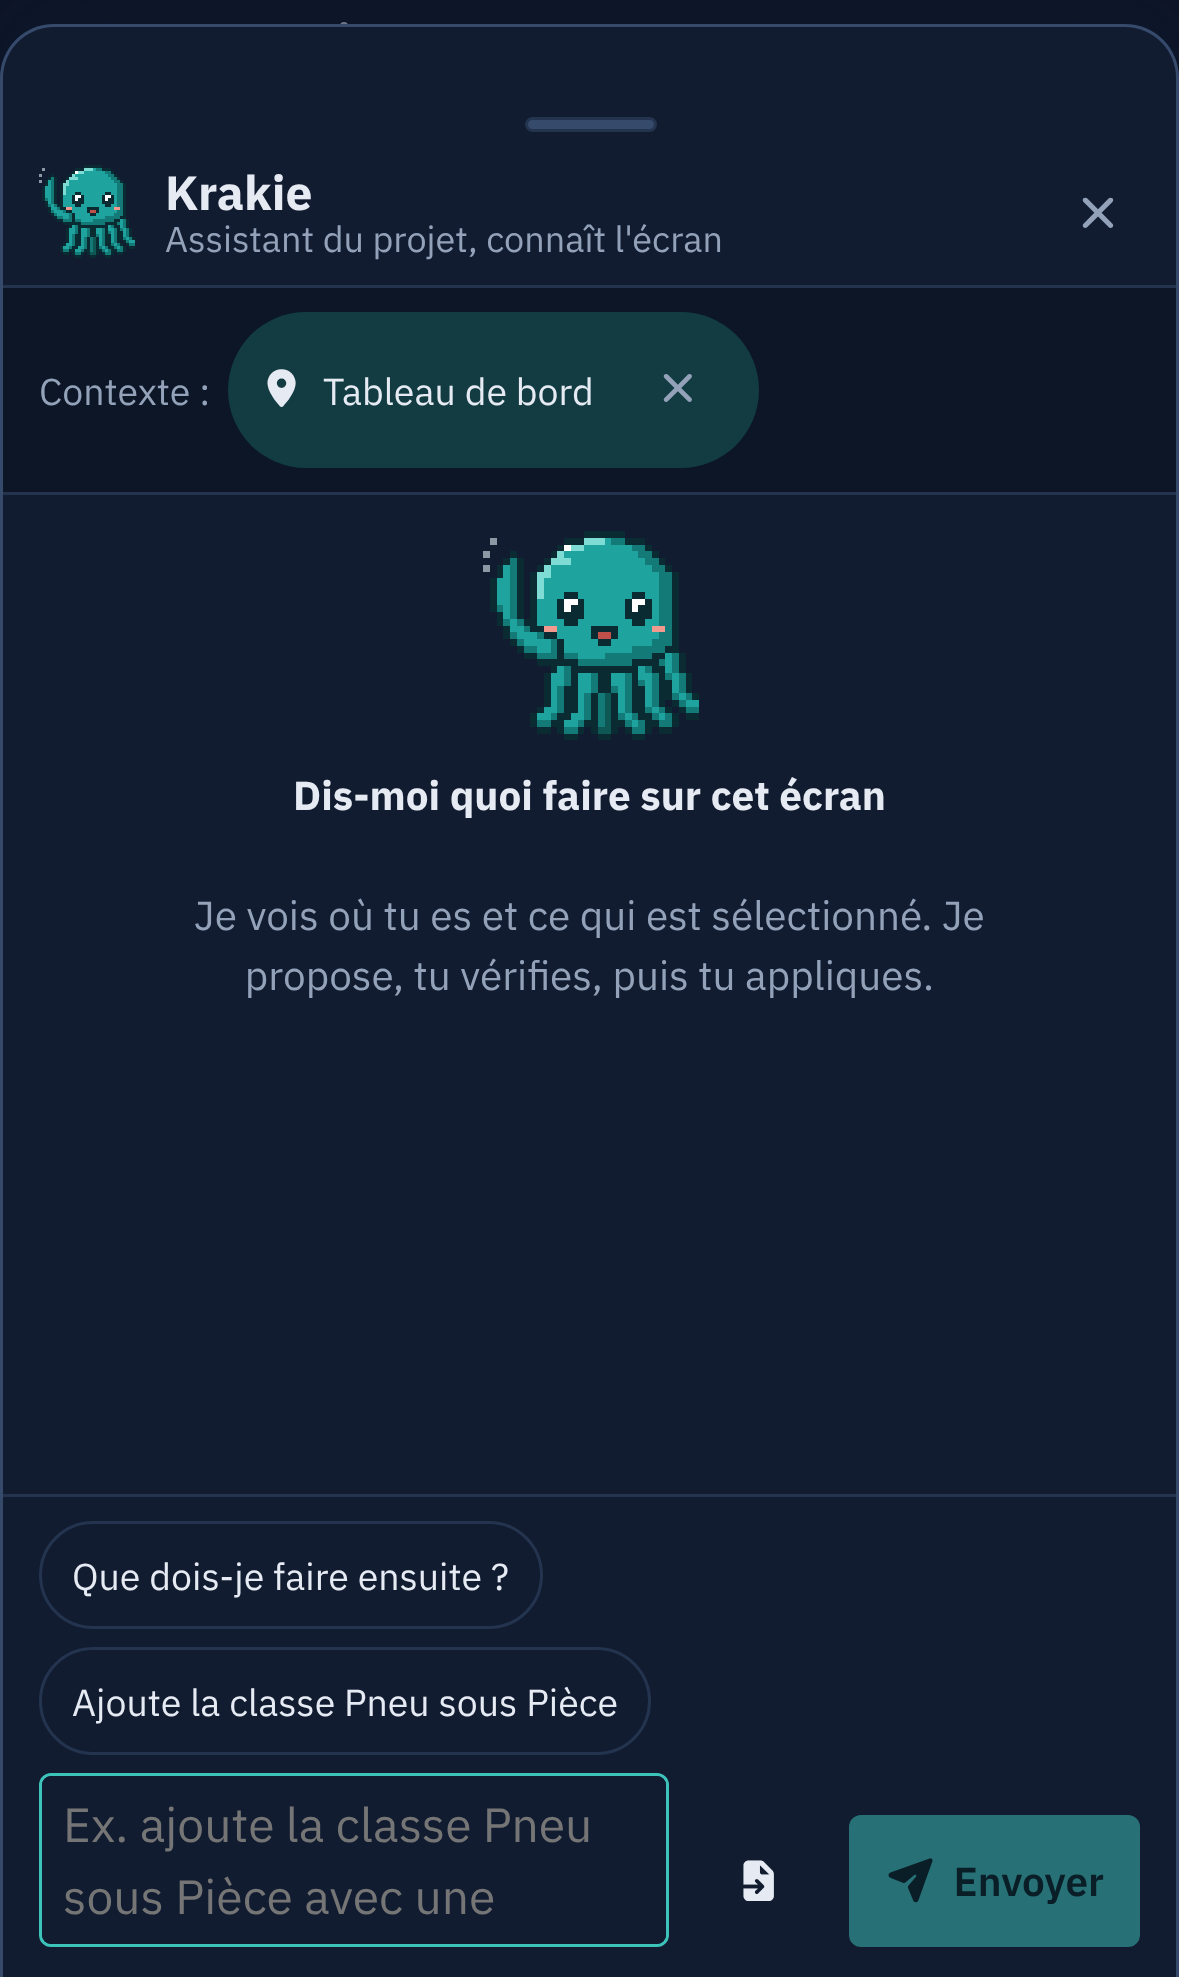 Krakie
Assistant du projet, connaît l'écran
Contexte :
Tableau de bord
Dis-moi quoi faire sur cet écran
Je vois où tu es et ce qui est sélectionné. Je
propose, tu vérifies, puis tu appliques.
Que dois-je faire ensuite ?
Ajoute la classe Pneu sous Pièce
Ex. ajoute la classe Pneu
sous Pièce avec une
Envoyer